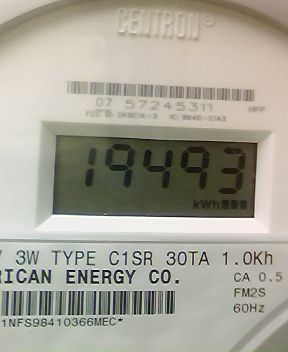 CENTRON®
07 57245311
19493
kWh
3W TYPE C1SR 30TA 1.0Kh
RICAN ENERGY CO.
CA 0.5
FM2S
60Hz
1NFS98410366MEC*